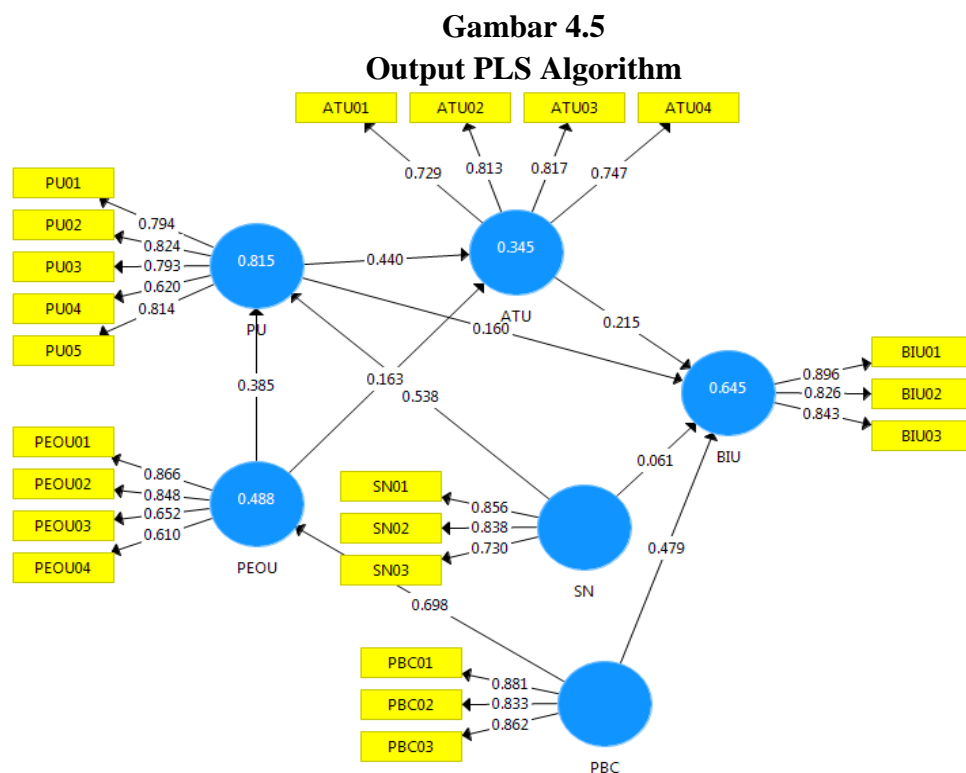 Gambar 4.5
Output PLS Algorithm
ATU01
ATU02
ATU03
ATU04
0.729
0.813
0.817
0.747
PU01
PU02
PU03
PU04
PU05
0.794
0.824
0.793
0.620
0.814
0.815
PU
0.440
0.345
ATU
0.160
0.215
0.385
0.163
0.538
0.645
BIU
0.896
0.826
0.843
BIU01
BIU02
BIU03
PEOU01
PEOU02
PEOU03
PEOU04
0.866
0.848
0.652
0.610
0.488
PEOU
0.061
SN01
SN02
SN03
0.856
0.838
0.730
SN
0.479
0.698
PBC01
PBC02
PBC03
0.881
0.833
0.862
PBC